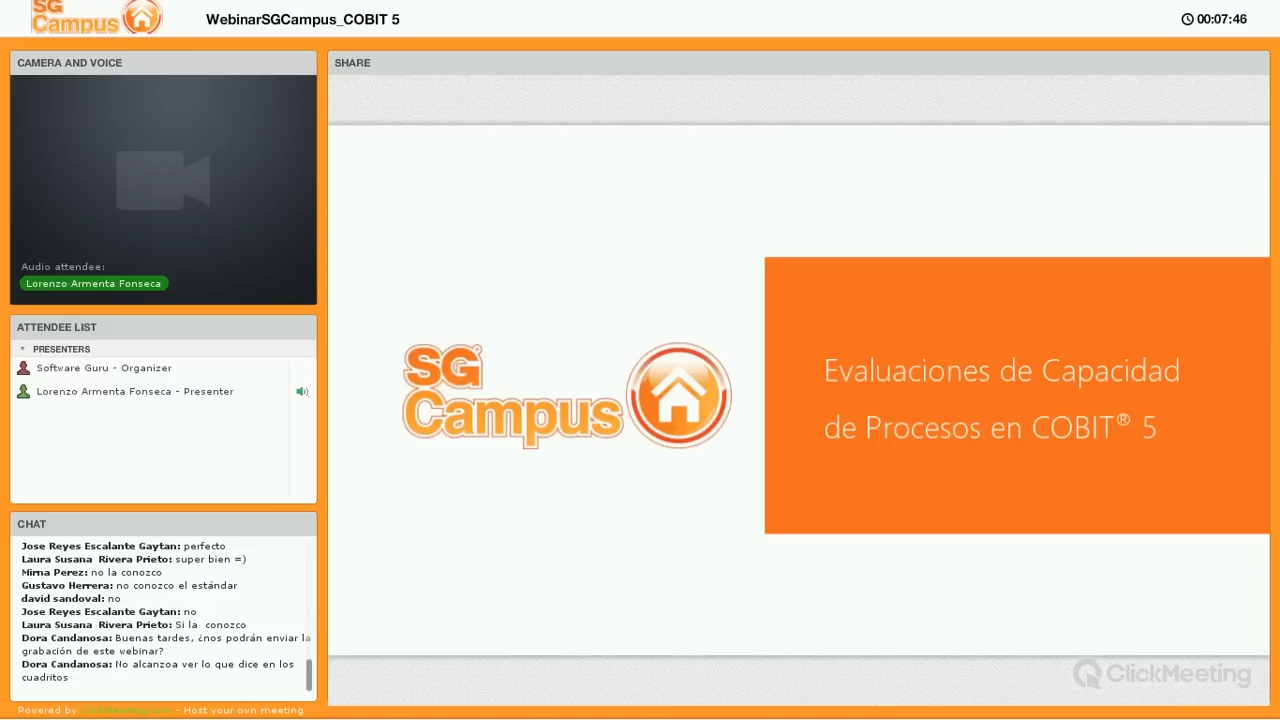 SG
Campus
WebinarSGCampus_COBIT 5
00:07:46
CAMERA AND VOICE
Audio attendee:
Lorenzo Armenta Fonseca
ATTENDEE LIST
PRESENTERS
Software Guru - Organizer
Lorenzo Armenta Fonseca - Presenter
CHAT
Jose Reyes Escalante Gaytan: perfecto
Laura Susana Rivera Prieto: super bien =)
Mirna Perez: no la conozco
Gustavo Herrera: no conozco el estándar
david sandoval: no
Jose Reyes Escalante Gaytan: no
Laura Susana Rivera Prieto: Si la conozco
Dora Candanosa: Buenas tardes, ¿nos podrán enviar la
grabación de este webinar?
Dora Candanosa: No alcanzoa ver lo que dice en los
cuadritos
Powered by ClickMeeting.com - Host your own meeting
SHARE
SG
Campus
Evaluaciones de Capacidad
de Procesos en COBIT® 5
ClickMeeting